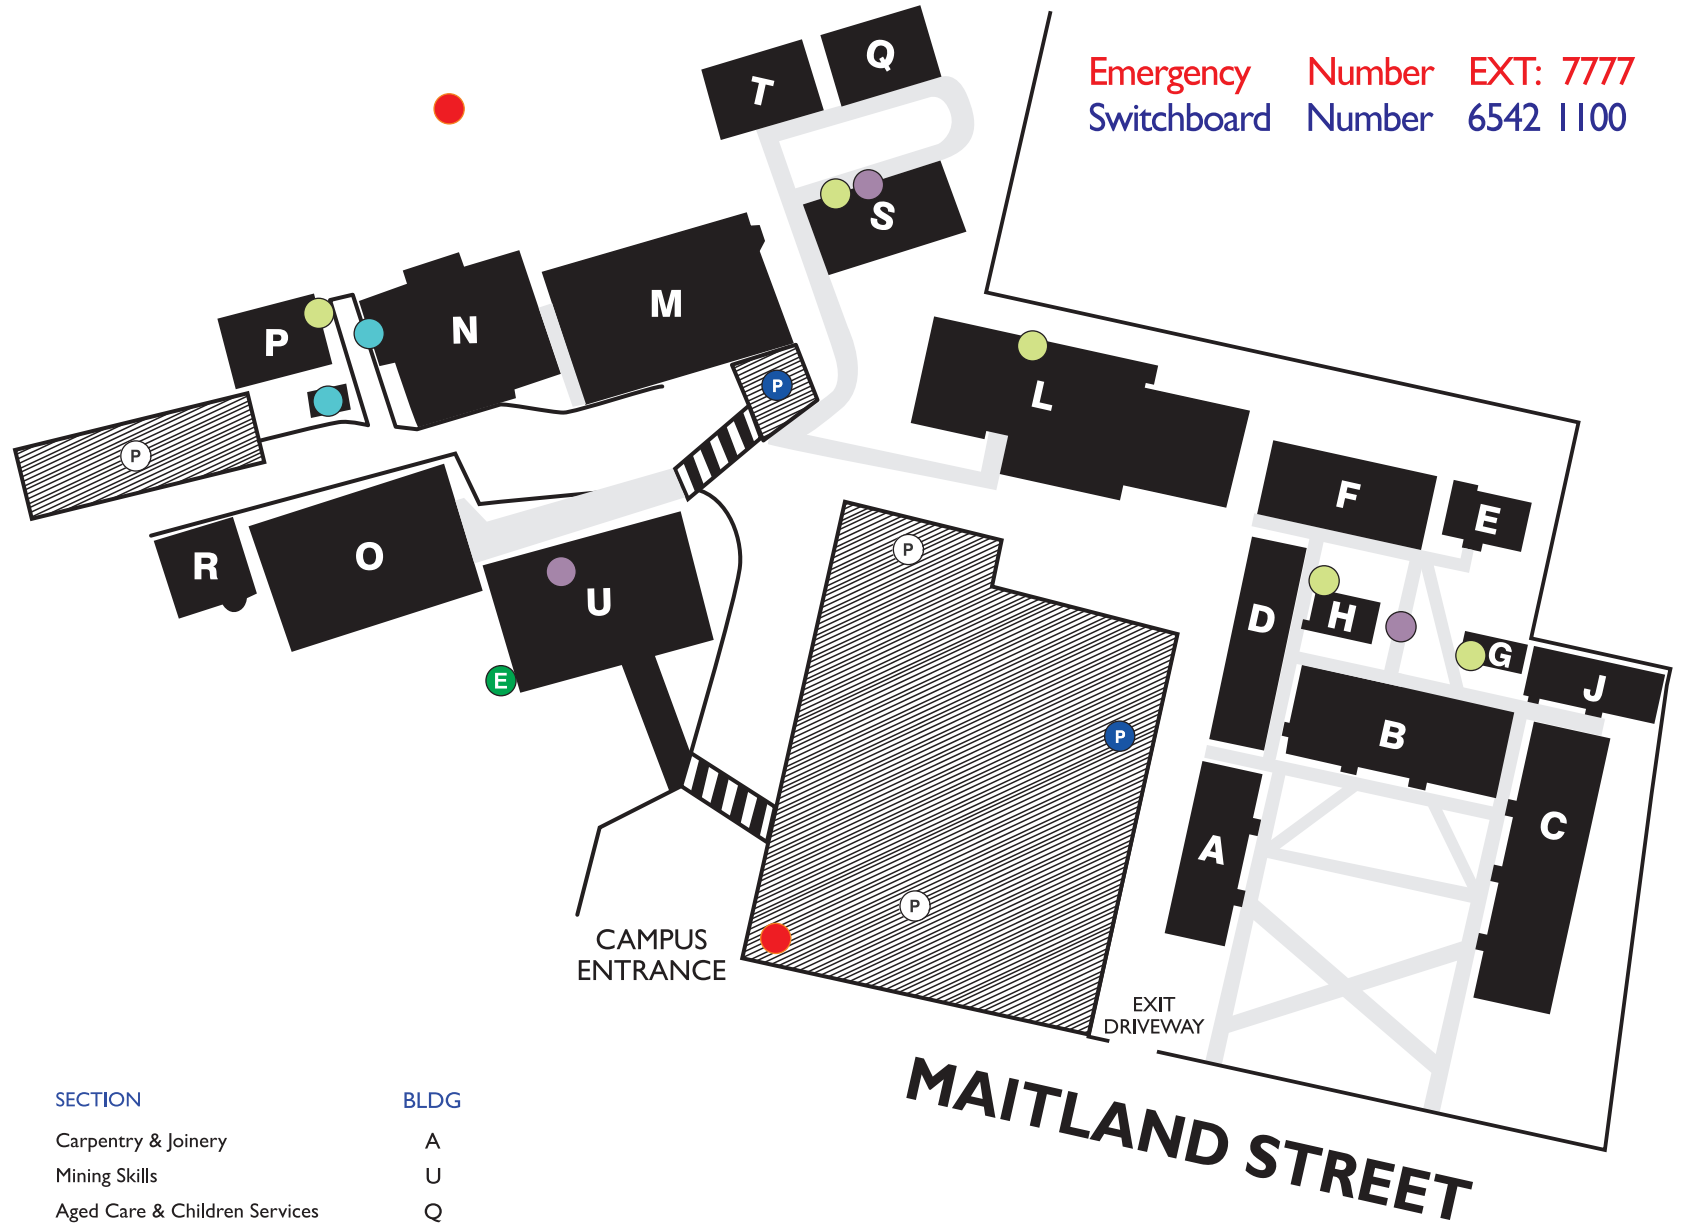 Emergency Number EXT: 7777
Switchboard Number 6542 1100
T
Q
S
M
N
P
P
L
P
F
E
R
O
U
P
D
H
G
J
E
B
P
A
C
P
CAMPUS
ENTRANCE
EXIT
DRIVEWAY
MAITLAND STREET
SECTION BLDG
Carpentry & Joinery A
Mining Skills U
Aged Care & Children Services Q